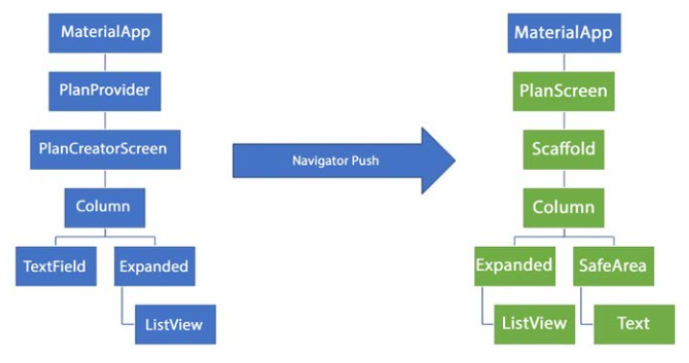 MaterialApp
PlanProvider
PlanCreatorScreen
Column
TextField
Expanded
ListView
Navigator Push
MaterialApp
PlanScreen
Scaffold
Column
Expanded
SafeArea
ListView
Text